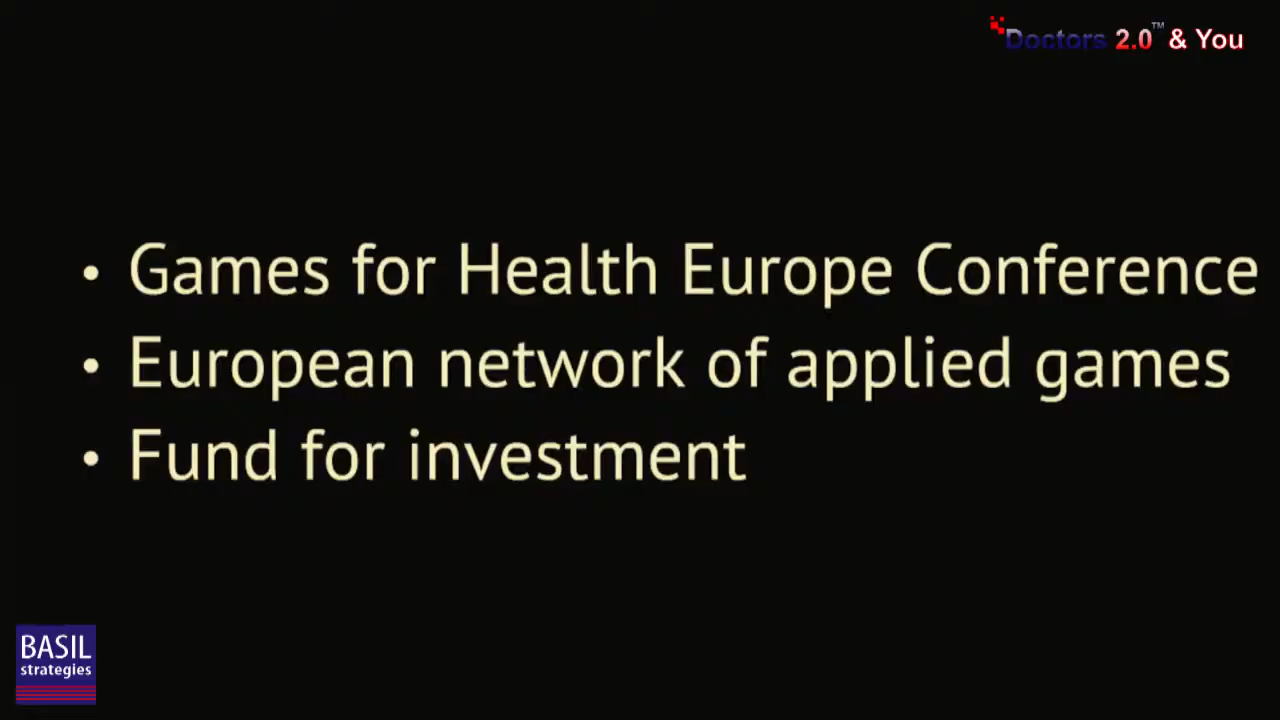 Doctors 2.0™ & You
• Games for Health Europe Conference
• European network of applied games
• Fund for investment
BASIL
strategies